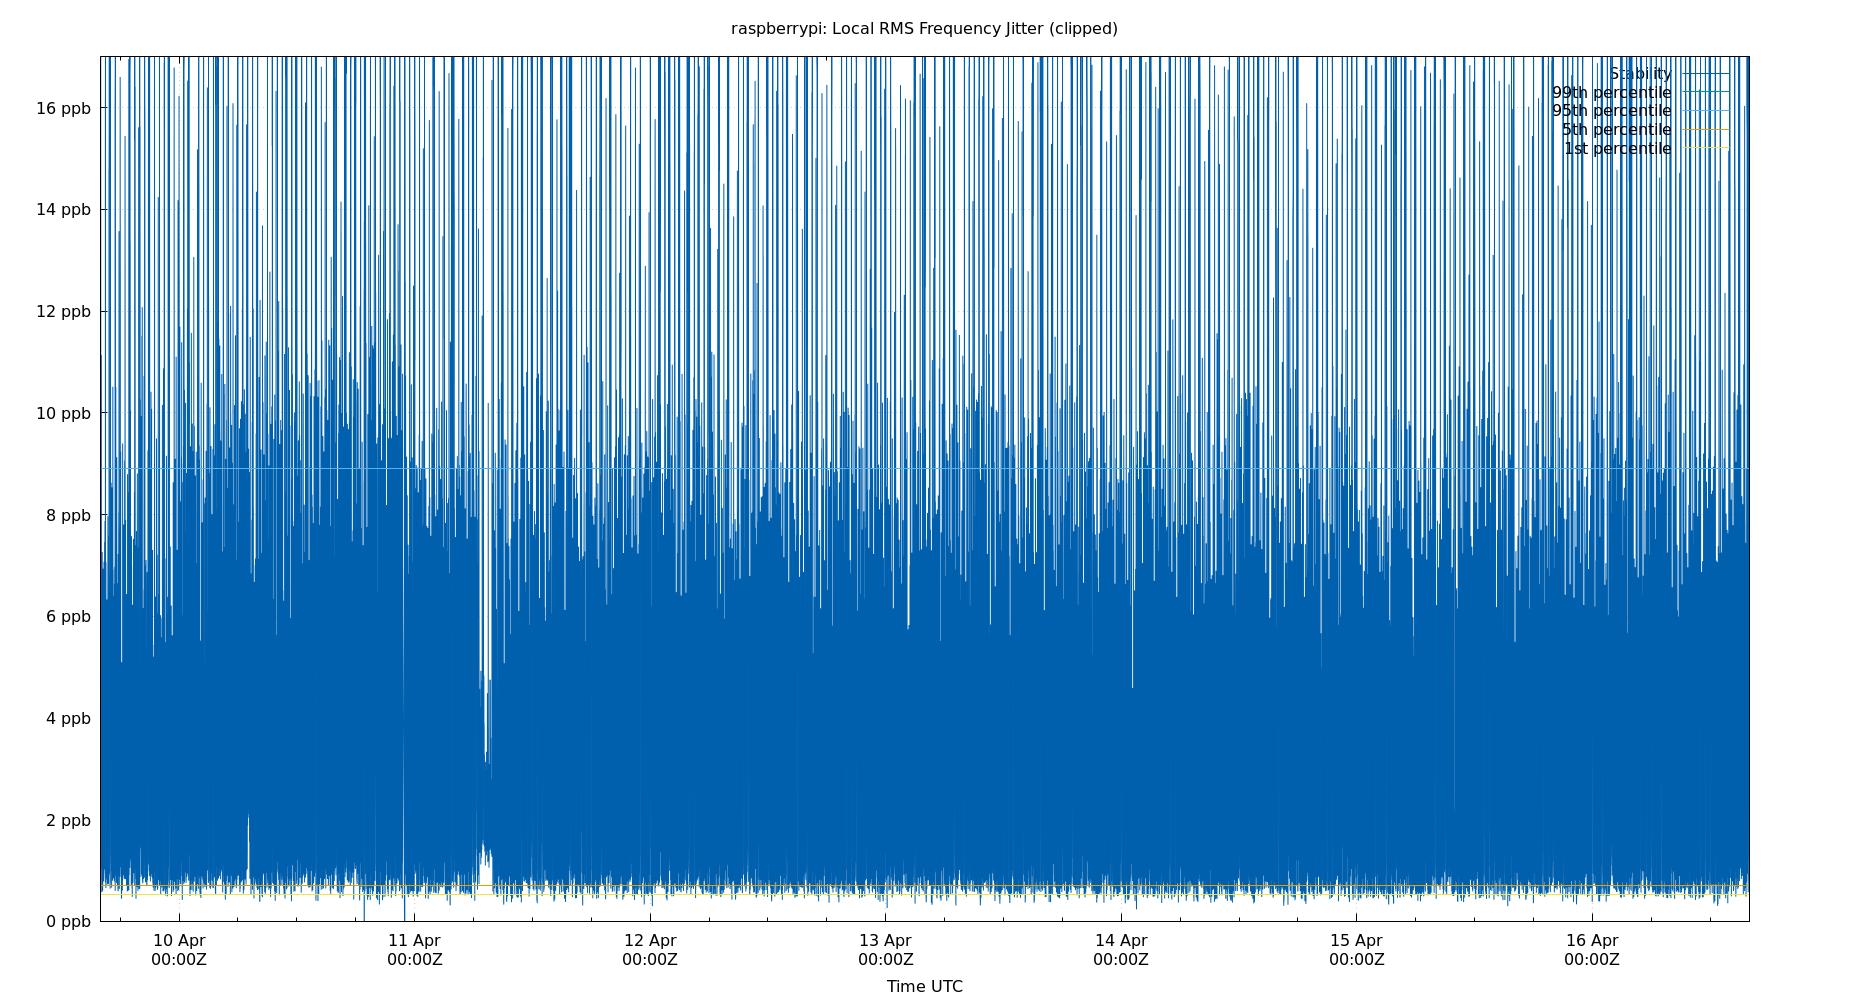 raspberrypi: Local RMS Frequency Jitter (clipped)
Stability
99th percentile
95th percentile
5th percentile
1st percentile
16 ppb
14 ppb
12 ppb
10 ppb
8 ppb
6 ppb
4 ppb
2 ppb
0 ppb
10 Apr 11 Apr 12 Apr 13 Apr 14 Apr 15 Apr 16 Apr
00:00Z 00:00Z 00:00Z 00:00Z 00:00Z 00:00Z 00:00Z
Time UTC